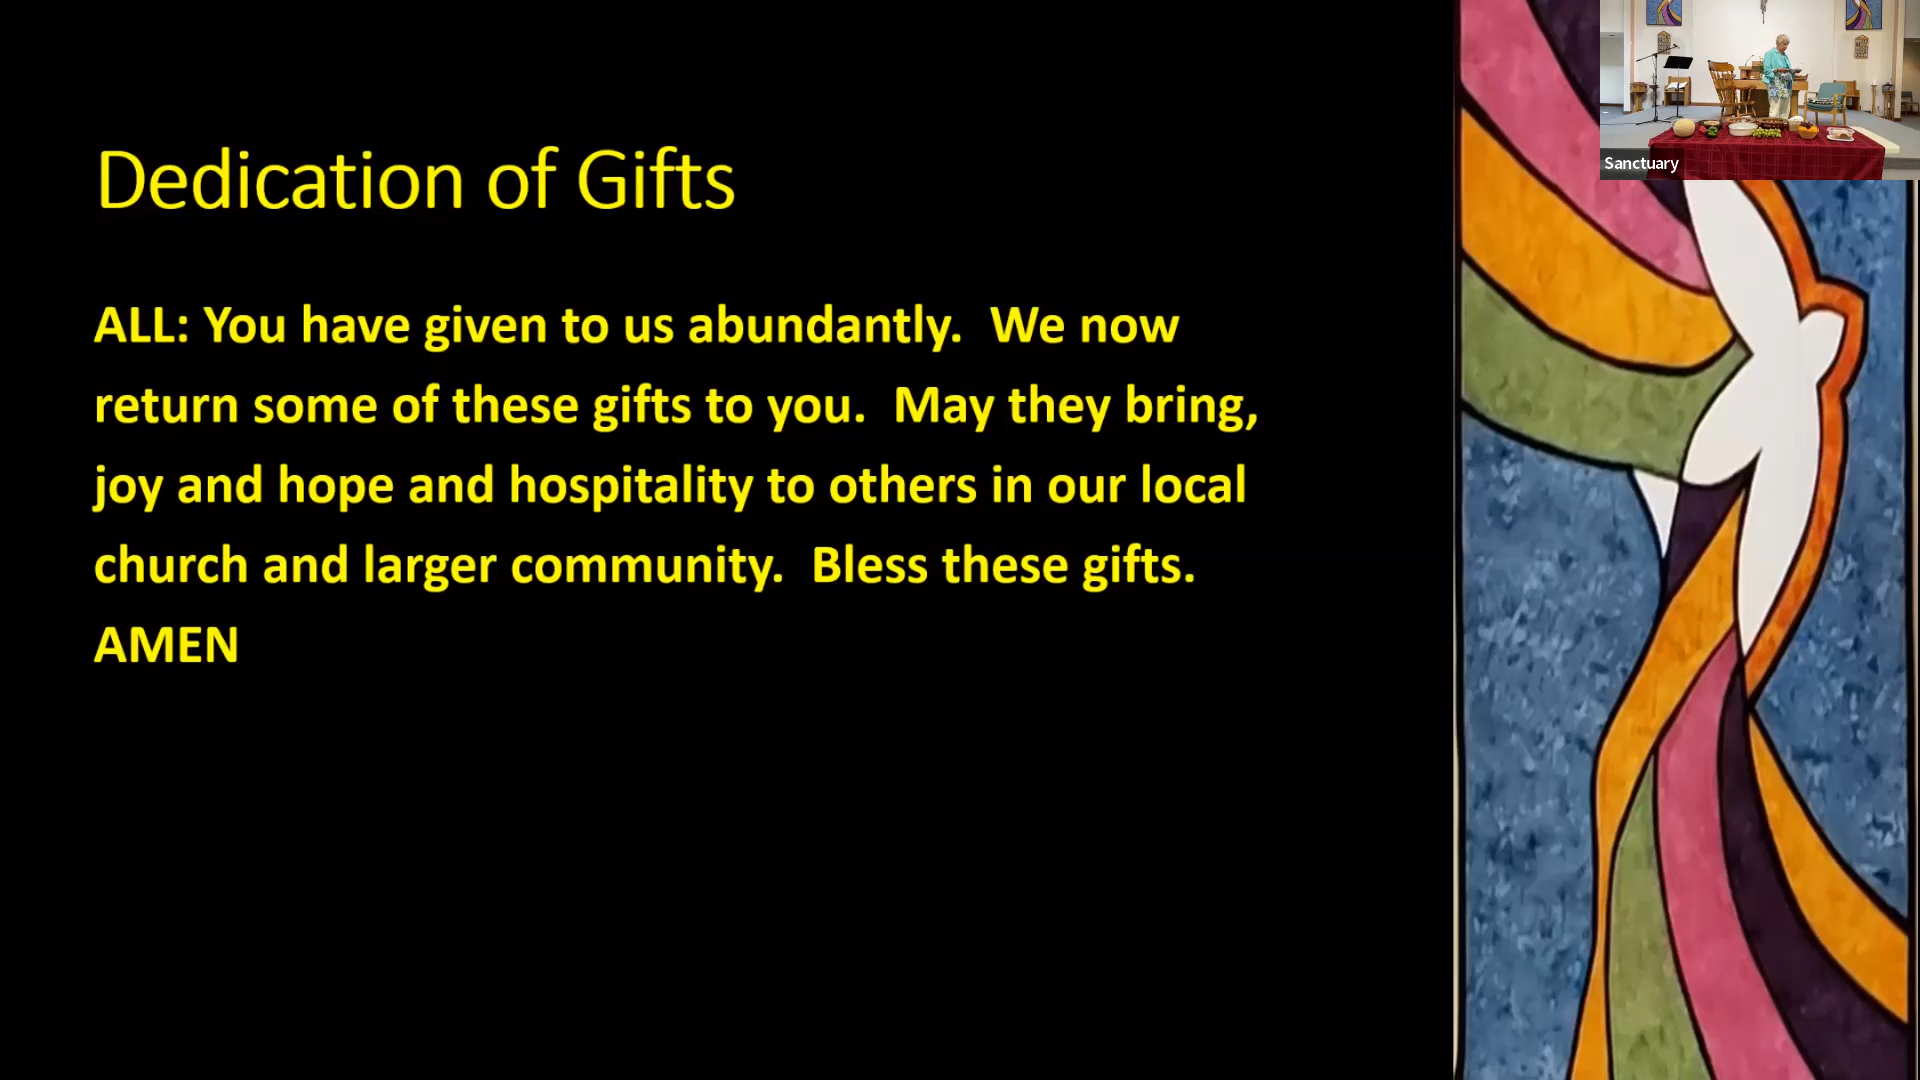 Dedication of Gifts
ALL: You have given to us abundantly.  We now
return some of these gifts to you.  May they bring,
joy and hope and hospitality to others in our local
church and larger community.  Bless these gifts.
AMEN
Sanctuary